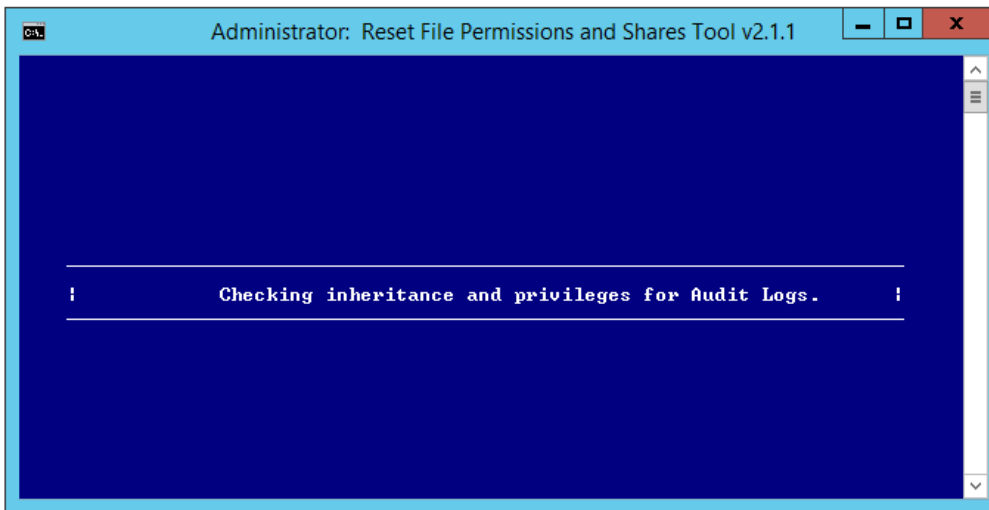 Administrator: Reset File Permissions and Shares Tool v2.1.1
Checking inheritance and privileges for Audit Logs.